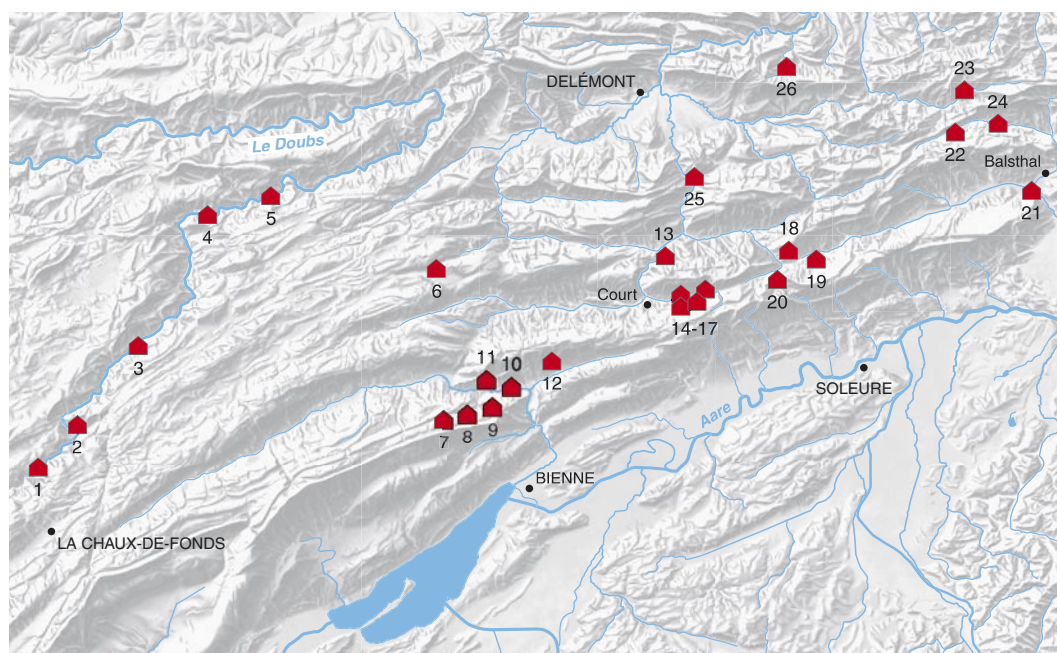 23
DELÉMONT
26
24
Le Doubs
22
Balsthal
25
5
21
4
13
18
6
19
Court
20
14-17
3
11
10
12
SOLEURE
Aare
2
7
8
9
1
BIENNE
LA CHAUX-DE-FONDS